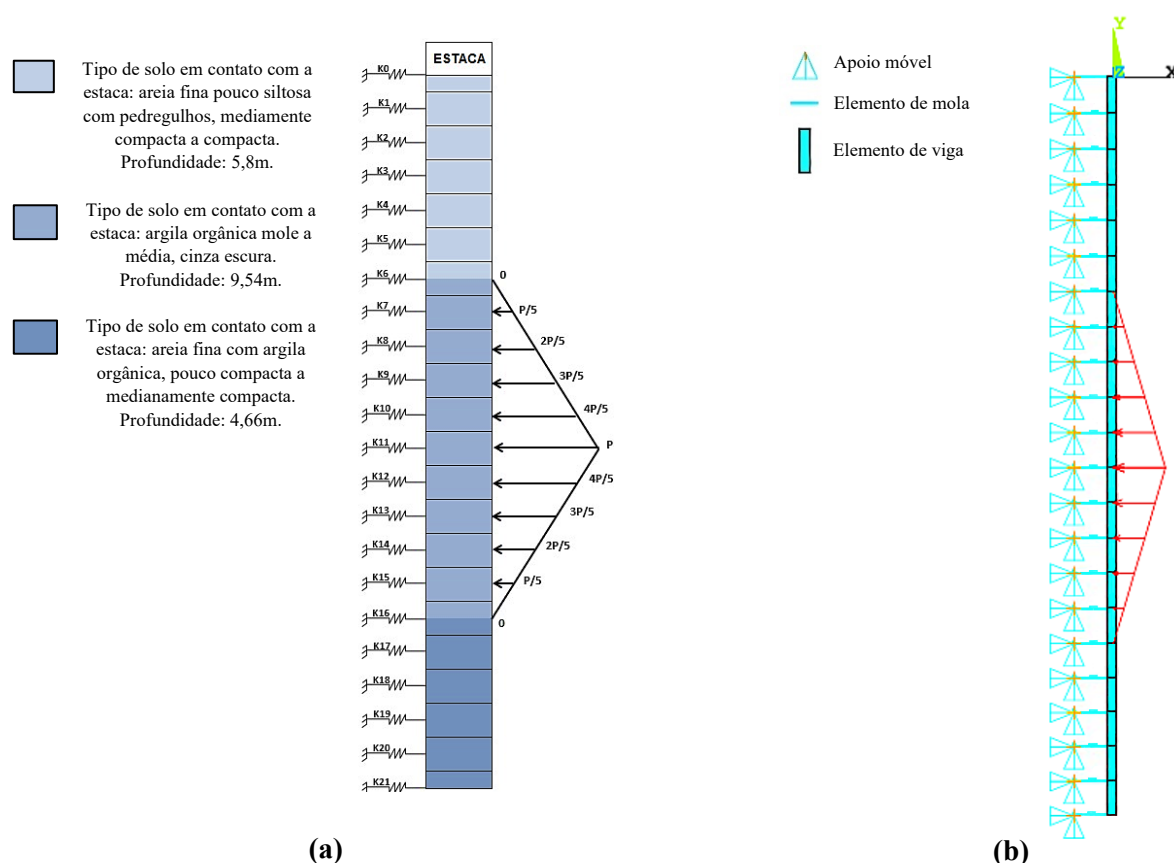 Tipo de solo em contato com a
estaca: areia fina pouco siltosa
com pedregulhos, mediamente
compacta a compacta.
Profundidade: 5,8m.
Tipo de solo em contato com a
estaca: argila orgânica mole a
média, cinza escura.
Profundidade: 9,54m.
Tipo de solo em contato com a
estaca: areia fina com argila
orgânica, pouco compacta a
medianamente compacta.
Profundidade: 4,66m.
ESTACA
K0
K1
K2
K3
K4
K5
K6
0
K7
P/5
K8
2P/5
K9
3P/5
K10
4P/5
K11
P
K12
4P/5
K13
3P/5
K14
2P/5
K15
P/5
K16
0
K17
K18
K19
K20
K21
(a)
Apoio móvel
Elemento de mola
Elemento de viga
Y
Z
X
(b)